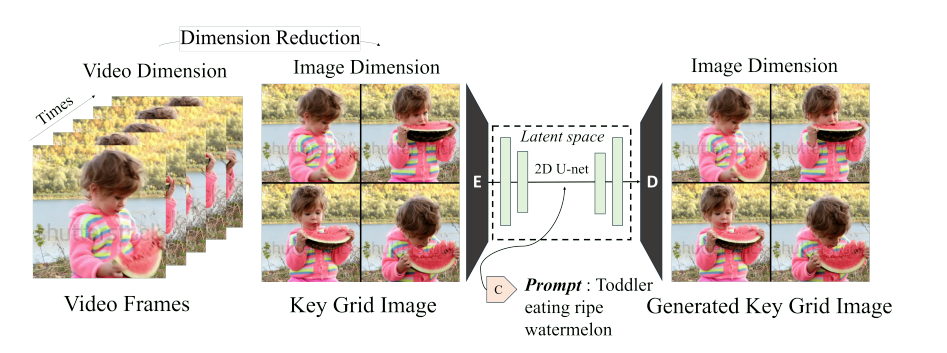 Dimension Reduction
Video Dimension
Image Dimension
Image Dimension
Times
Latent space
2D U-net
E
D
C
Prompt : Toddler
eating ripe
watermelon
Video Frames
Key Grid Image
Generated Key Grid Image